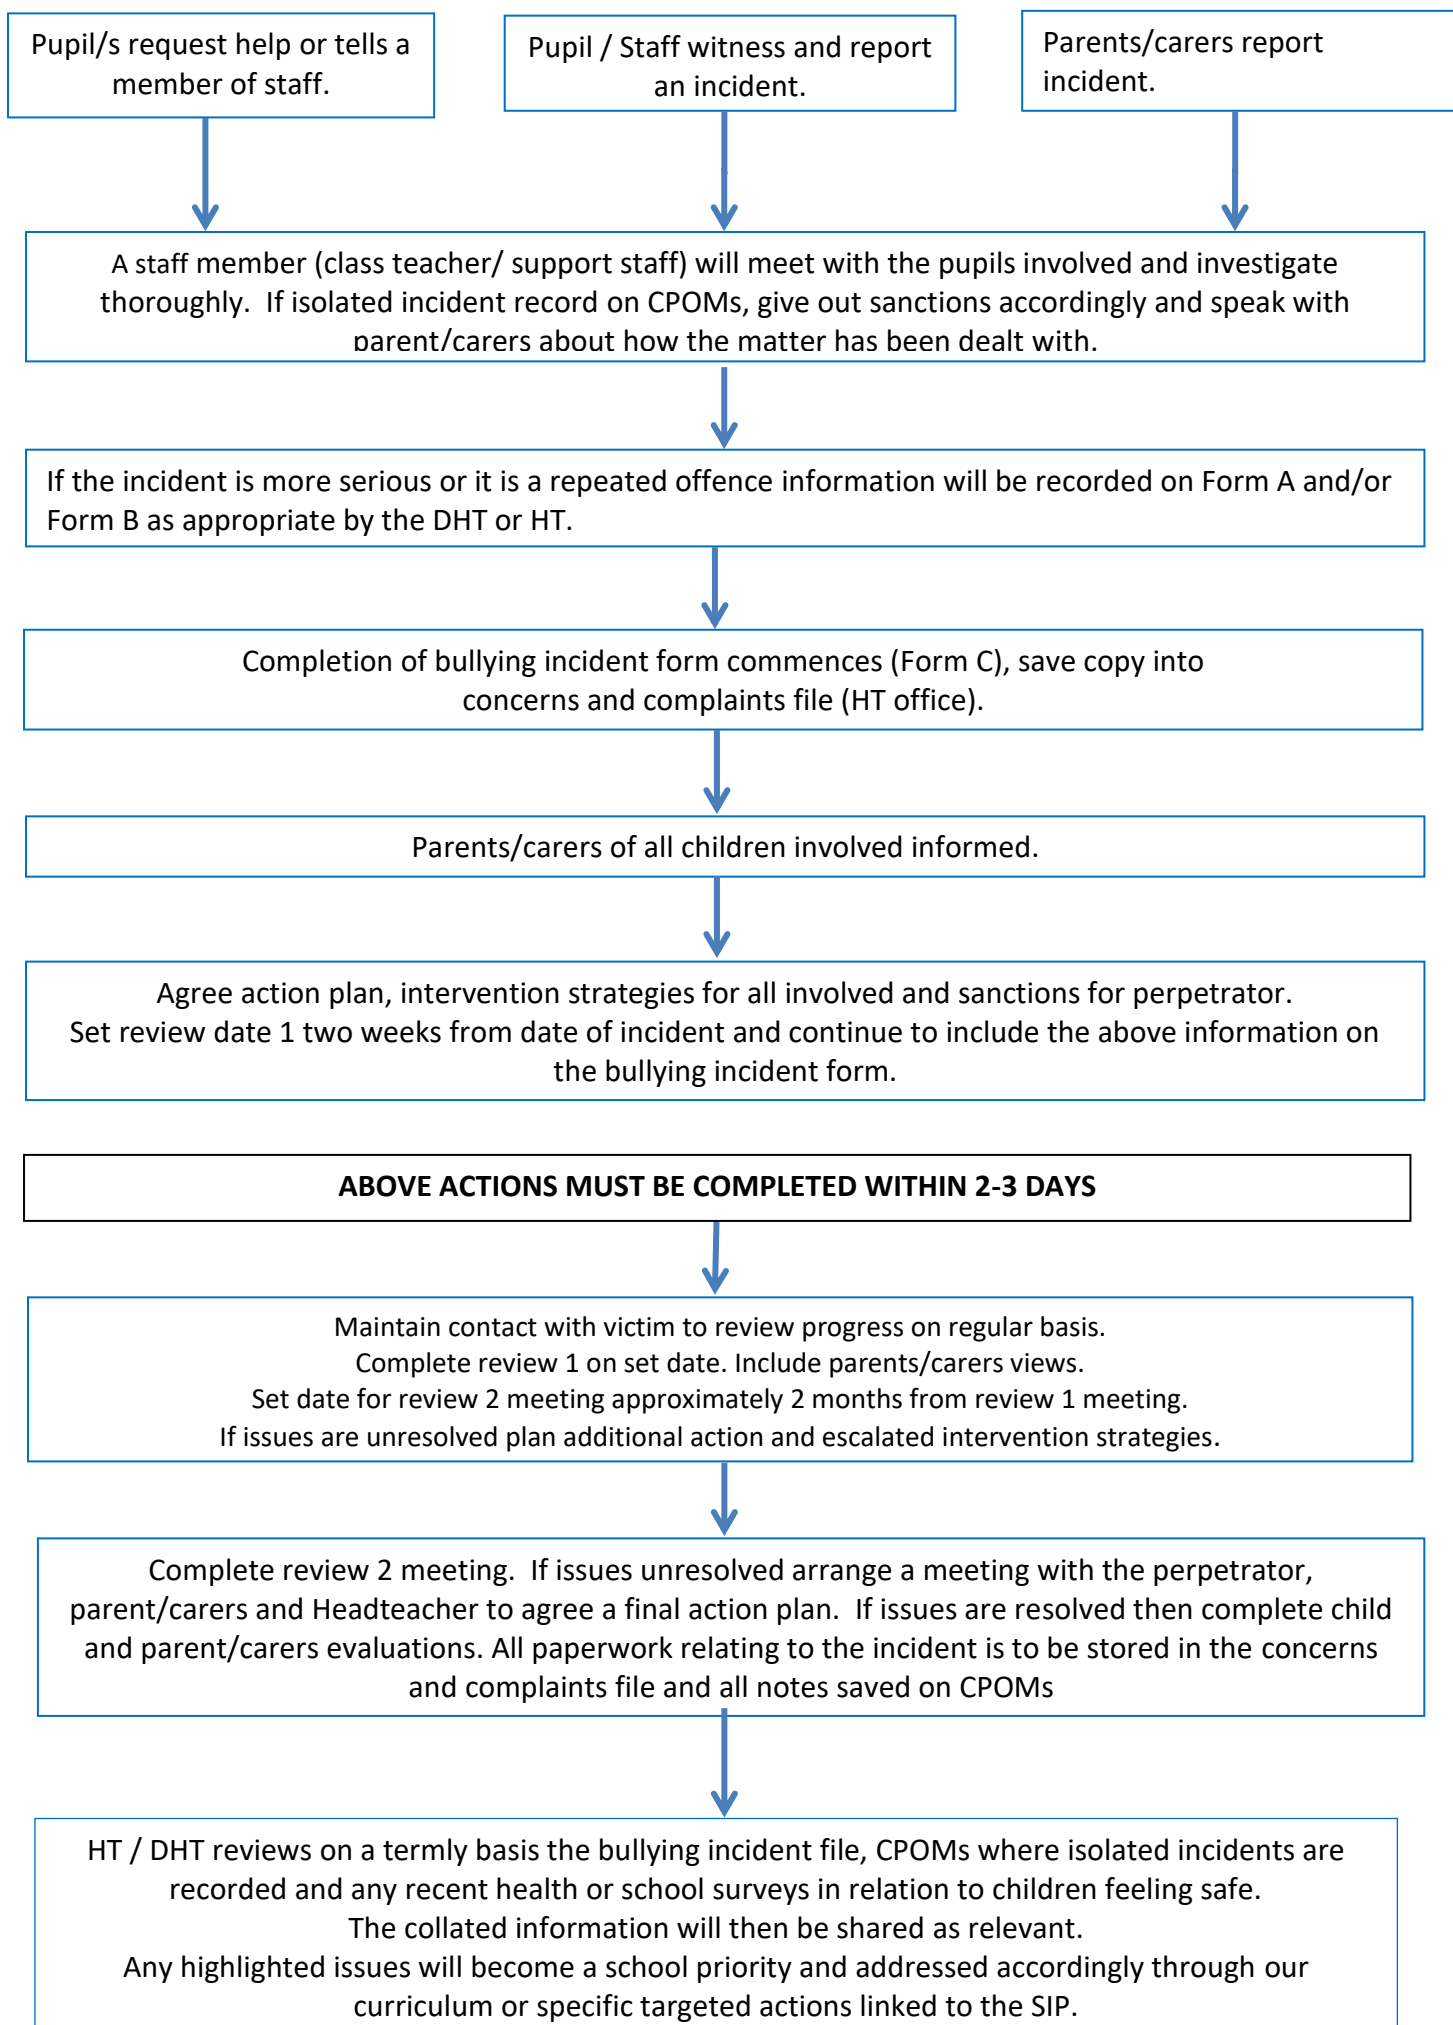 Pupil/s request help or tells a
member of staff.
Pupil / Staff witness and report
an incident.
Parents/carers report
incident.
A staff member (class teacher/ support staff) will meet with the pupils involved and investigate
thoroughly.  If isolated incident record on CPOMs, give out sanctions accordingly and speak with
parent/carers about how the matter has been dealt with.
If the incident is more serious or it is a repeated offence information will be recorded on Form A and/or
Form B as appropriate by the DHT or HT.
Completion of bullying incident form commences (Form C), save copy into
concerns and complaints file (HT office).
Parents/carers of all children involved informed.
Agree action plan, intervention strategies for all involved and sanctions for perpetrator.
Set review date 1 two weeks from date of incident and continue to include the above information on
the bullying incident form.
ABOVE ACTIONS MUST BE COMPLETED WITHIN 2-3 DAYS
Maintain contact with victim to review progress on regular basis.
Complete review 1 on set date. Include parents/carers views.
Set date for review 2 meeting approximately 2 months from review 1 meeting.
If issues are unresolved plan additional action and escalated intervention strategies.
Complete review 2 meeting.  If issues unresolved arrange a meeting with the perpetrator,
parent/carers and Headteacher to agree a final action plan.  If issues are resolved then complete child
and parent/carers evaluations. All paperwork relating to the incident is to be stored in the concerns
and complaints file and all notes saved on CPOMs
HT / DHT reviews on a termly basis the bullying incident file, CPOMs where isolated incidents are
recorded and any recent health or school surveys in relation to children feeling safe.
The collated information will then be shared as relevant.
Any highlighted issues will become a school priority and addressed accordingly through our
curriculum or specific targeted actions linked to the SIP.